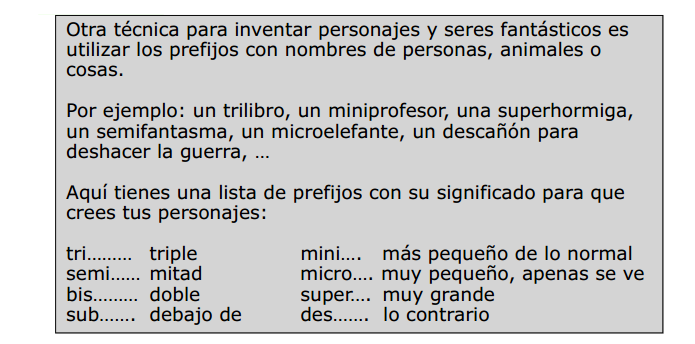 Otra técnica para inventar personajes y seres fantásticos es
utilizar los prefijos con nombres de personas, animales o
cosas.
Por ejemplo: un trilibro, un miniprofesor, una superhormiga,
un semifantasma, un microelefante, un descañón para
deshacer la guerra, …
Aquí tienes una lista de prefijos con su significado para que
crees tus personajes:
tri……… triple mini…. más pequeño de lo normal
semi…… mitad micro…. muy pequeño, apenas se ve
bis……… doble super…. muy grande
sub……. debajo de des……. lo contrario